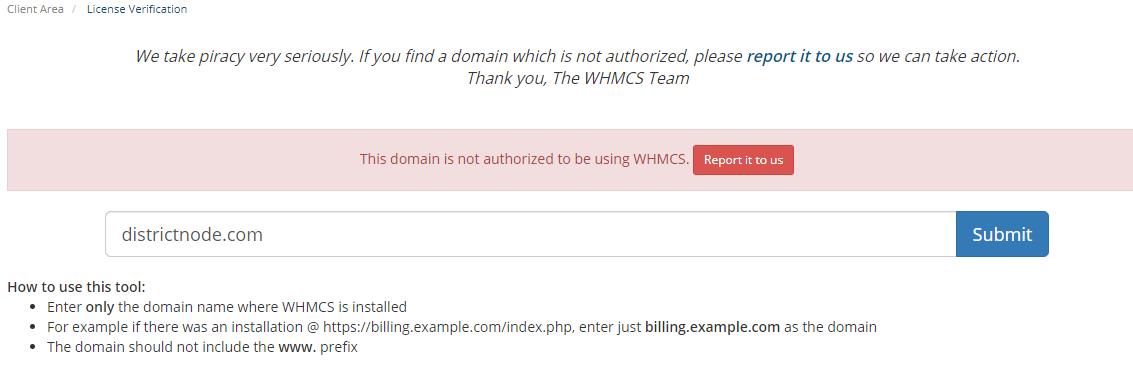 Client Area / License Verification
We take piracy very seriously. If you find a domain which is not authorized, please report it to us so we can take action.
Thank you, The WHMCS Team
This domain is not authorized to be using WHMCS. Report it to us
districtnode.com Submit
How to use this tool:
• Enter only the domain name where WHMCS is installed
• For example if there was an installation @ https://billing.example.com/index.php, enter just billing.example.com as the domain
• The domain should not include the www. prefix